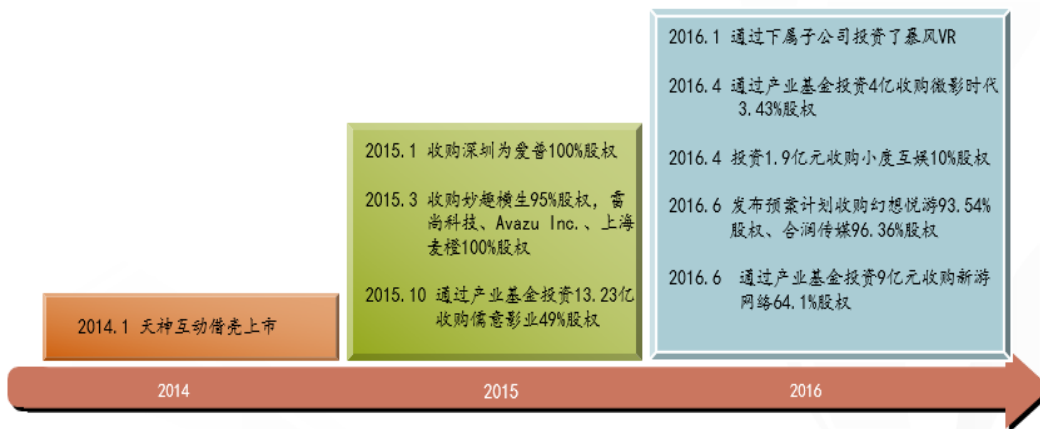 2014.1 天神互动借壳上市
2015.1 收购深圳为爱普100%股权
2015.3 收购妙趣横生95%股权，雷
尚科技、Avazu Inc.、上海
麦橙100%股权
2015.10 通过产业基金投资13.23亿
收购儒意影业49%股权
2016.1 通过下属子公司投资了暴风VR
2016.4 通过产业基金投资4亿收购微影时代
3.43%股权
2016.4 投资1.9亿元收购小度互娱10%股权
2016.6 发布预案计划收购幻想悦游93.54%
股权、合润传媒96.36%股权
2016.6 通过产业基金投资9亿元收购新游
网络64.1%股权
2014
2015
2016